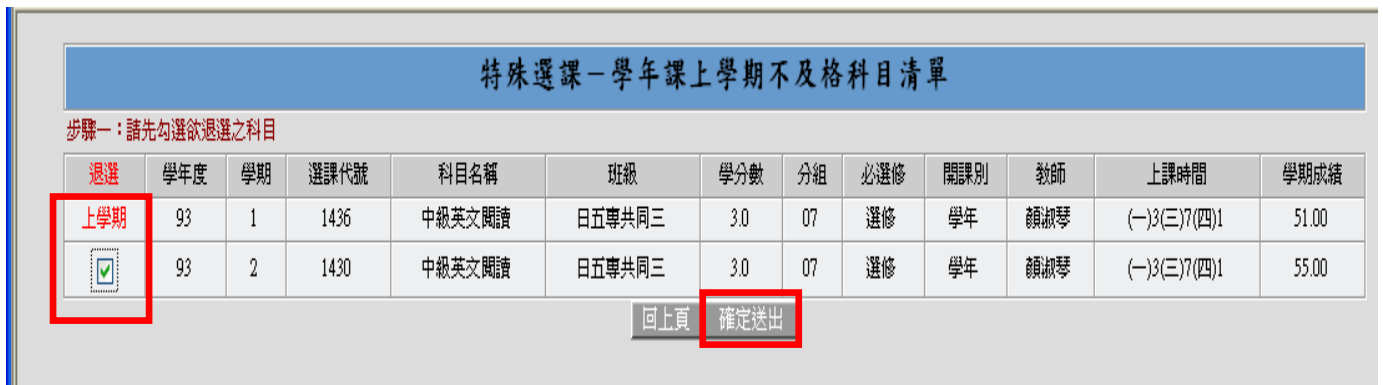 特殊選課－學年課上學期不及格科目清單
步驟一：請先勾選欲退選之科目
退選 學年度 學期 選課代號 科目名稱 班級 學分數 分組 必選修 開課別 教師 上課時間 學期成績
上學期 93 1 1436 中級英文閱讀 日五專共同三 3.0 07 選修 學年 顏淑琴 (一)3(三)7(四)1 51.00
93 2 1430 中級英文閱讀 日五專共同三 3.0 07 選修 學年 顏淑琴 (一)3(三)7(四)1 55.00
回上頁 確定送出